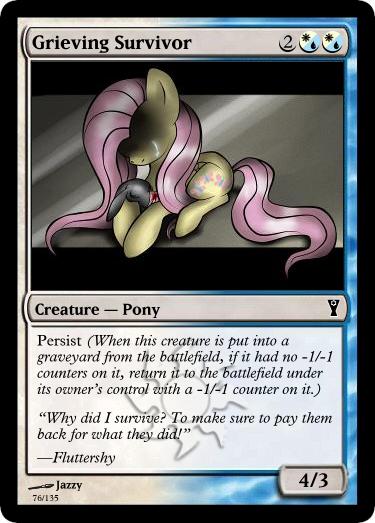 Grieving Survivor 2
Creature — Pony
Persist (When this creature is put into a
graveyard from the battlefield, if it had no -1/-1
counters on it, return it to the battlefield under
its owner's control with a -1/-1 counter on it.)
"Why did I survive? To make sure to pay them
back for what they did!"
—Fluttershy
4/3
Jazzy
76/135